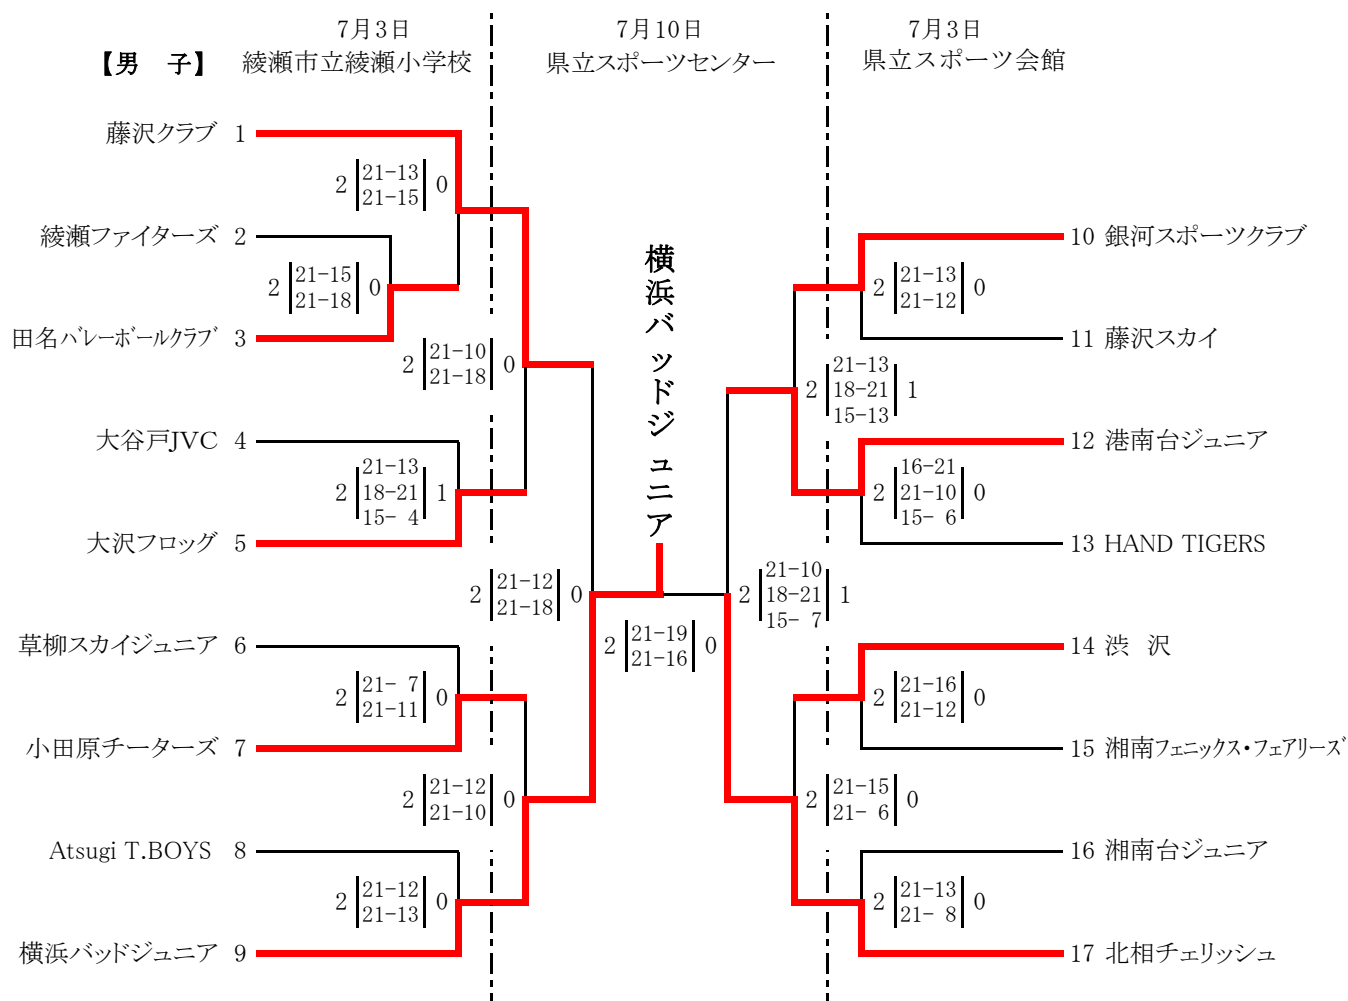 7月3日
7月10日
7月3日
【男　子】 綾瀬市立綾瀬小学校
県立スポーツセンター
県立スポーツ会館
藤沢クラブ 1
2 21-13 0
21-15
綾瀬ファイターズ 2
2 21-15 0
21-18
田名バレーボールクラブ 3
2 21-10 0
21-18
大谷戸JVC 4
21-13
2 18-21 1
15- 4
大沢フロッグ 5
2 21-12 0
21-18
草柳スカイジュニア 6
2 21- 7 0
21-11
小田原チーターズ 7
2 21-12 0
21-10
Atsugi T.BOYS 8
2 21-12 0
21-13
横浜バッドジュニア 9
横浜バッドジュニア
2 21-19 0
21-16
10 銀河スポーツクラブ
2 21-13 0
21-12
11 藤沢スカイ
21-13
2 18-21 1
15-13
12 港南台ジュニア
16-21
2 21-10 0
15- 6
13 HAND TIGERS
21-10
2 18-21 1
15- 7
14 渋　沢
2 21-16 0
21-12
15 湘南フェニックス・フェアリーズ
2 21-15 0
21- 6
16 湘南台ジュニア
2 21-13 0
21- 8
17 北相チェリッシュ